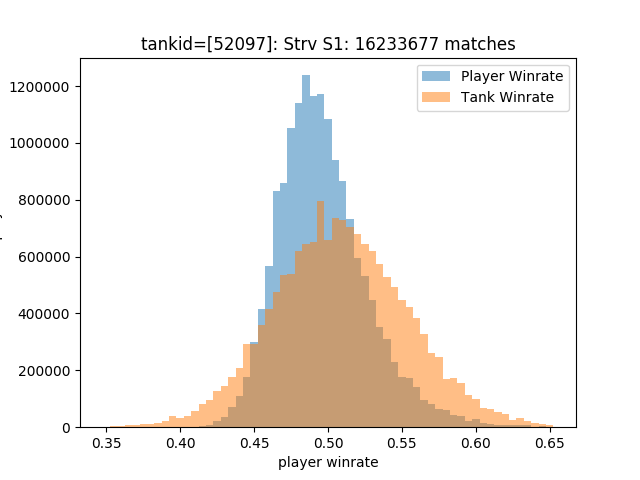 tankid=[52097]: Strv S1: 16233677 matches
Player Winrate
Tank Winrate
1200000
1000000
800000
600000
400000
200000
0
0.35 0.40 0.45 0.50 0.55 0.60 0.65
player winrate